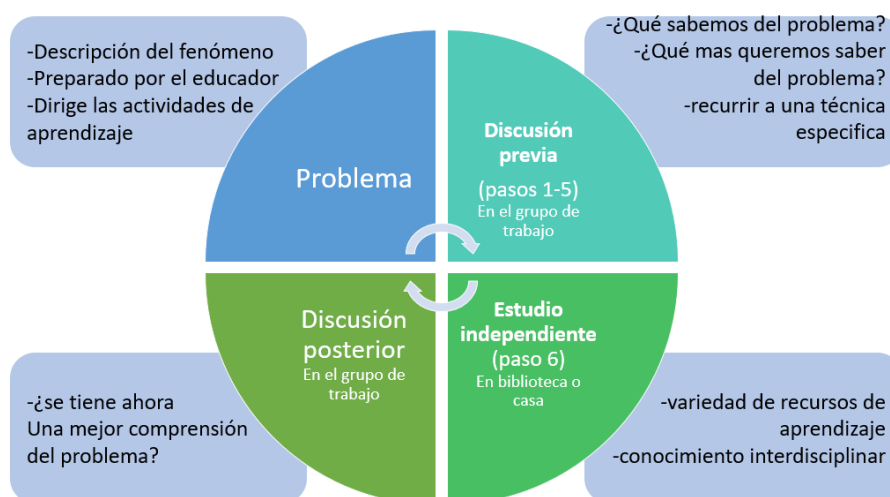 -Descripción del fenómeno
-Preparado por el educador
-Dirige las actividades de
aprendizaje
-¿Qué sabemos del problema?
-¿Qué mas queremos saber
del problema?
-recurrir a una técnica
especifica
Problema
Discusión
previa
(pasos 1-5)
En el grupo de
trabajo
Discusión
posterior
En el grupo de
trabajo
Estudio
independiente
(paso 6)
En biblioteca o
casa
-¿se tiene ahora
Una mejor comprensión
del problema?
-variedad de recursos de
aprendizaje
-conocimiento interdisciplinar